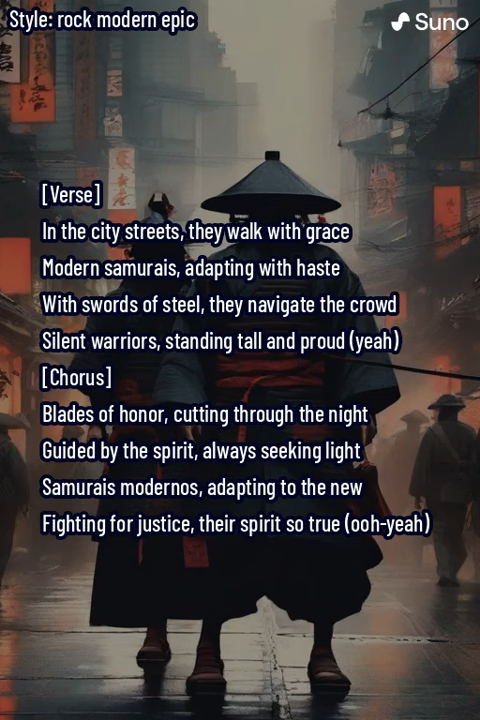 Style: rock modern epic
Suno
[Verse]
In the city streets, they walk with grace
Modern samurais, adapting with haste
With swords of steel, they navigate the crowd
Silent warriors, standing tall and proud (yeah)
[Chorus]
Blades of honor, cutting through the night
Guided by the spirit, always seeking light
Samurais modernos, adapting to the new
Fighting for justice, their spirit so true (ooh-yeah)